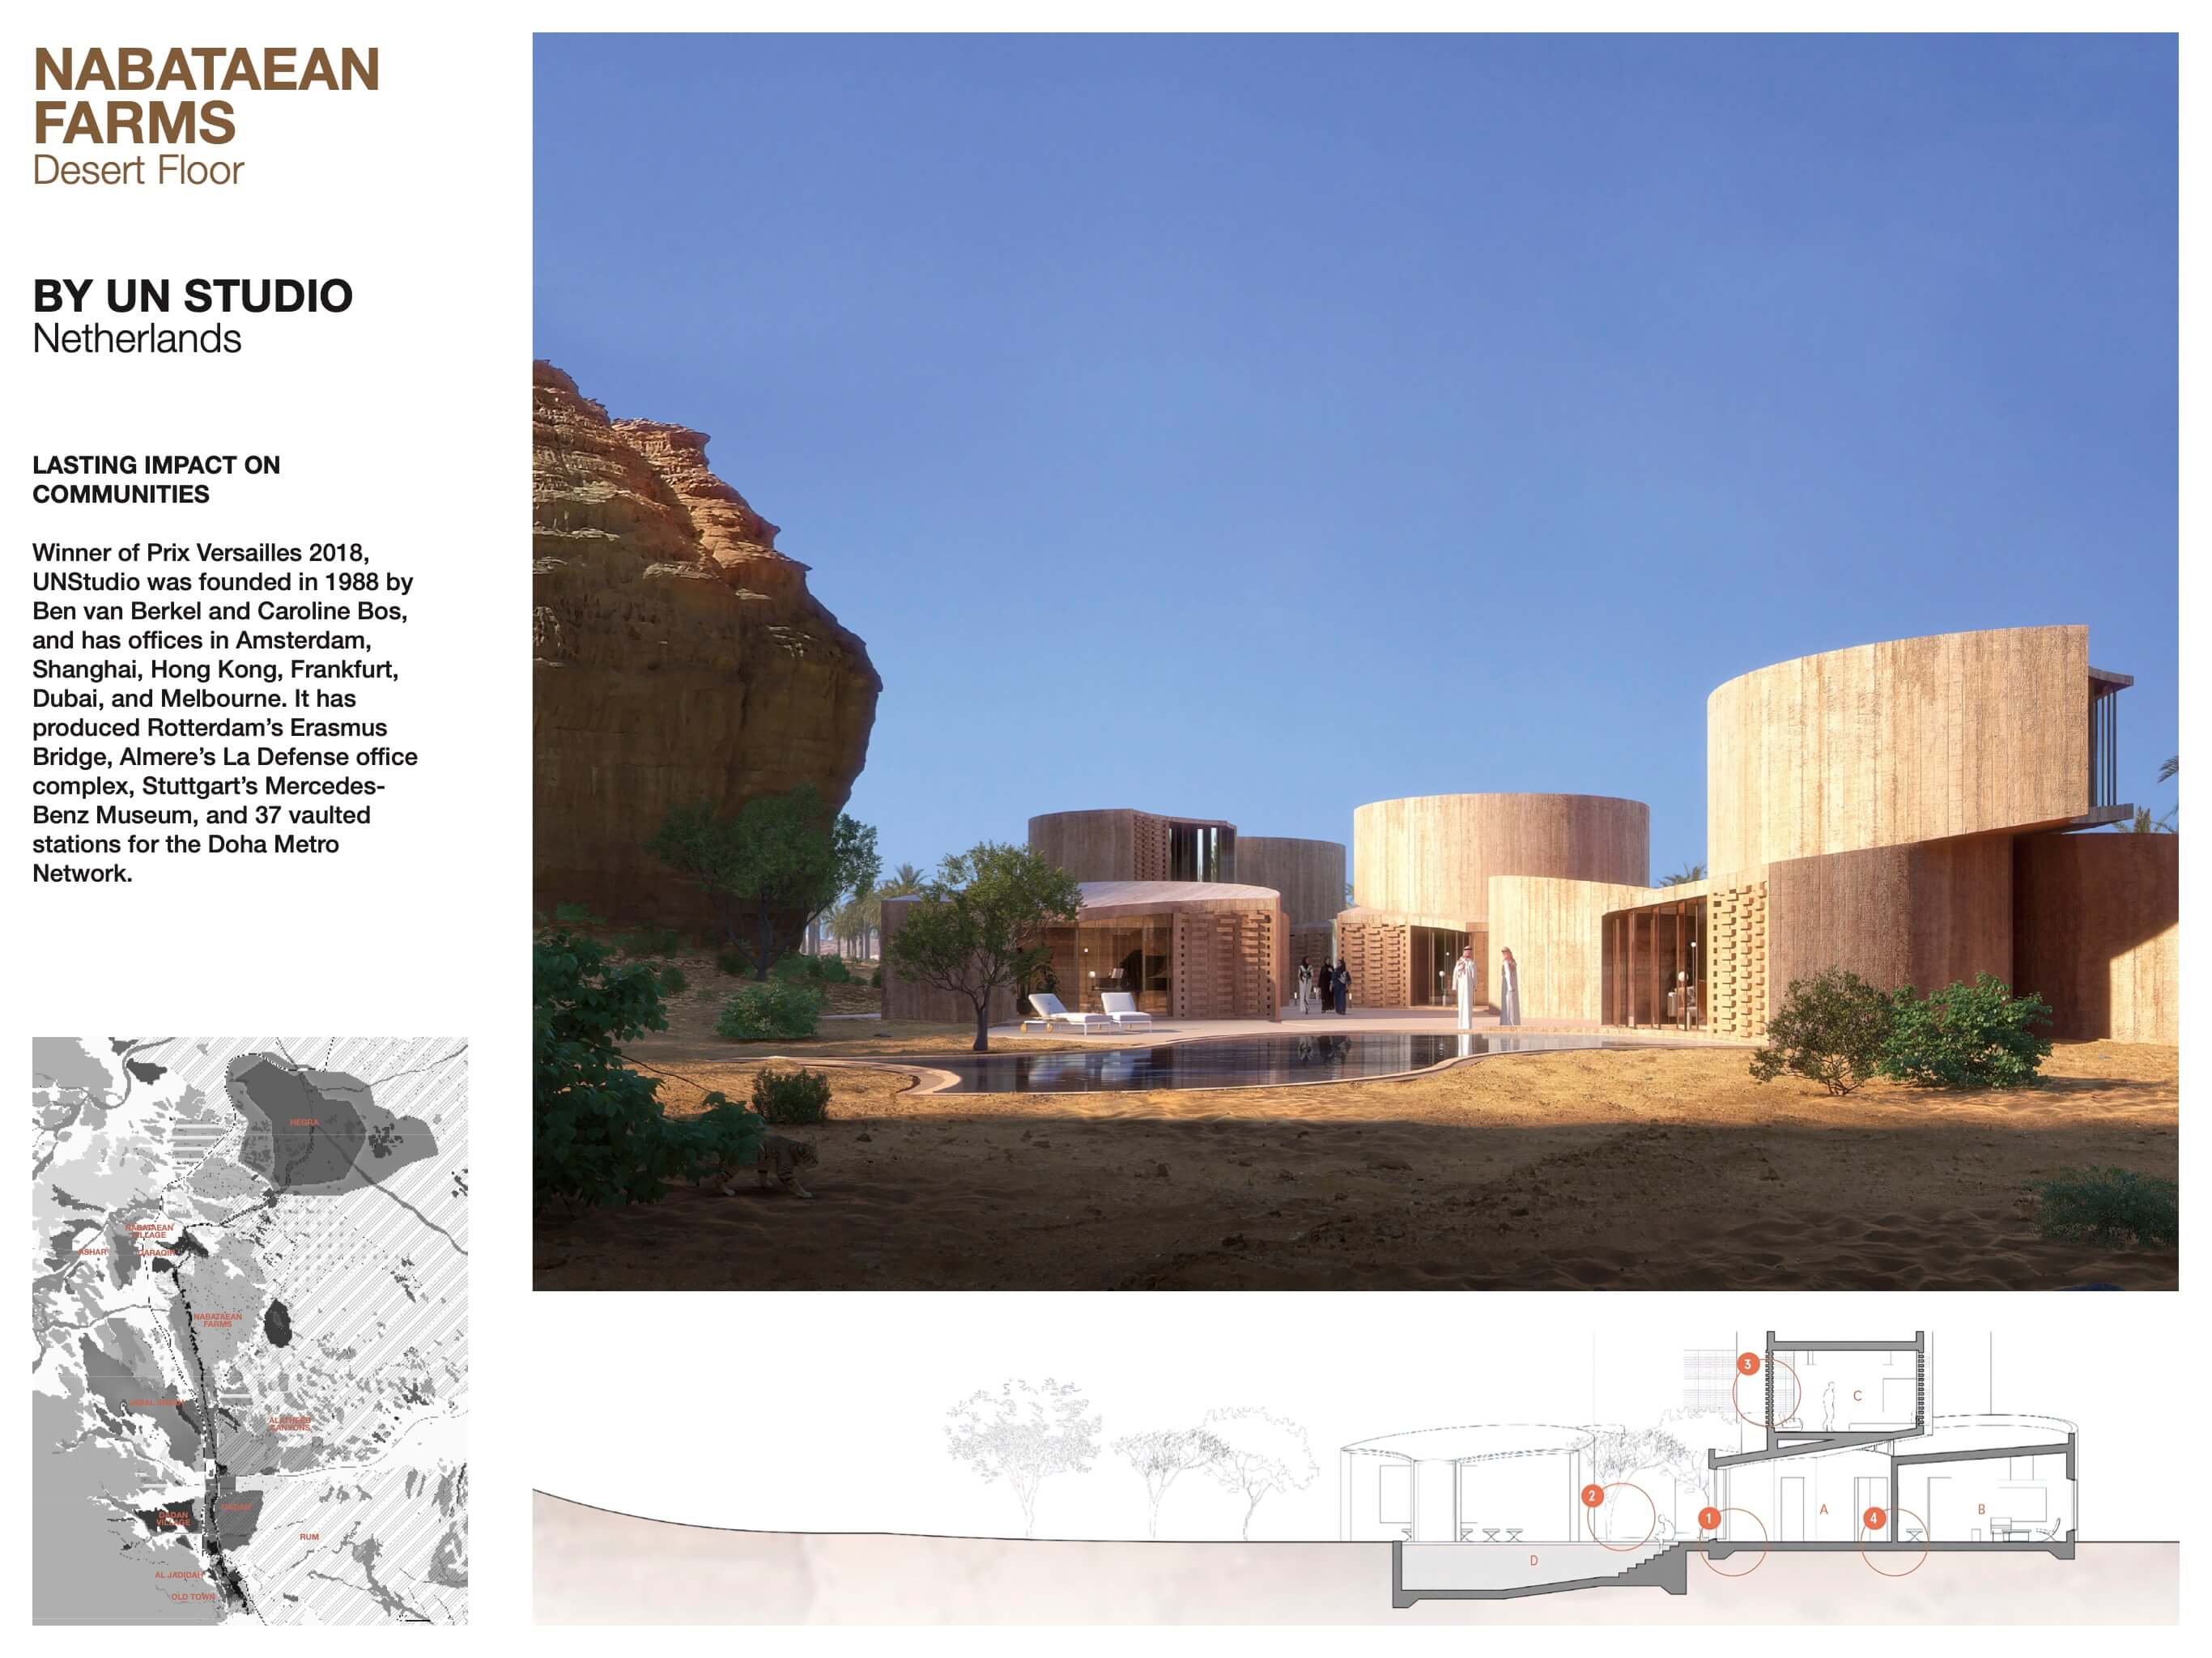 NABATAEAN
FARMS
Desert Floor
BY UN STUDIO
Netherlands
LASTING IMPACT ON
COMMUNITIES
Winner of Prix Versailles 2018,
UNStudio was founded in 1988 by
Ben van Berkel and Caroline Bos,
and has offices in Amsterdam,
Shanghai, Hong Kong, Frankfurt,
Dubai, and Melbourne. It has
produced Rotterdam’s Erasmus
Bridge, Almere’s La Defense office
complex, Stuttgart’s Mercedes-
Benz Museum, and 37 vaulted
stations for the Doha Metro
Network.
HEGRA
NABATAEAN
VILLAGE
ASHAR
QARAQIR
NABATAEAN
FARMS
DADAN
DADAN
VILLAGE
RUM
AL JADIDAH
OLD TOWN
3
C
2
1
A
4
B
D